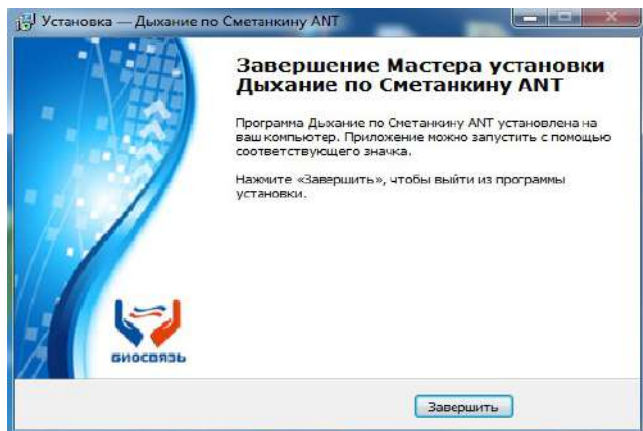 Установка — Дыхание по Сметанкину ANT
Завершение Мастера установки
Дыхание по Сметанкину ANT
Программа Дыхание по Сметанкину ANT установлена на
ваш компьютер. Приложение можно запустить с помощью
соответствующего значка.
Нажмите «Завершить», чтобы выйти из программы
установки.
БИОСВЯЗЬ
Завершить